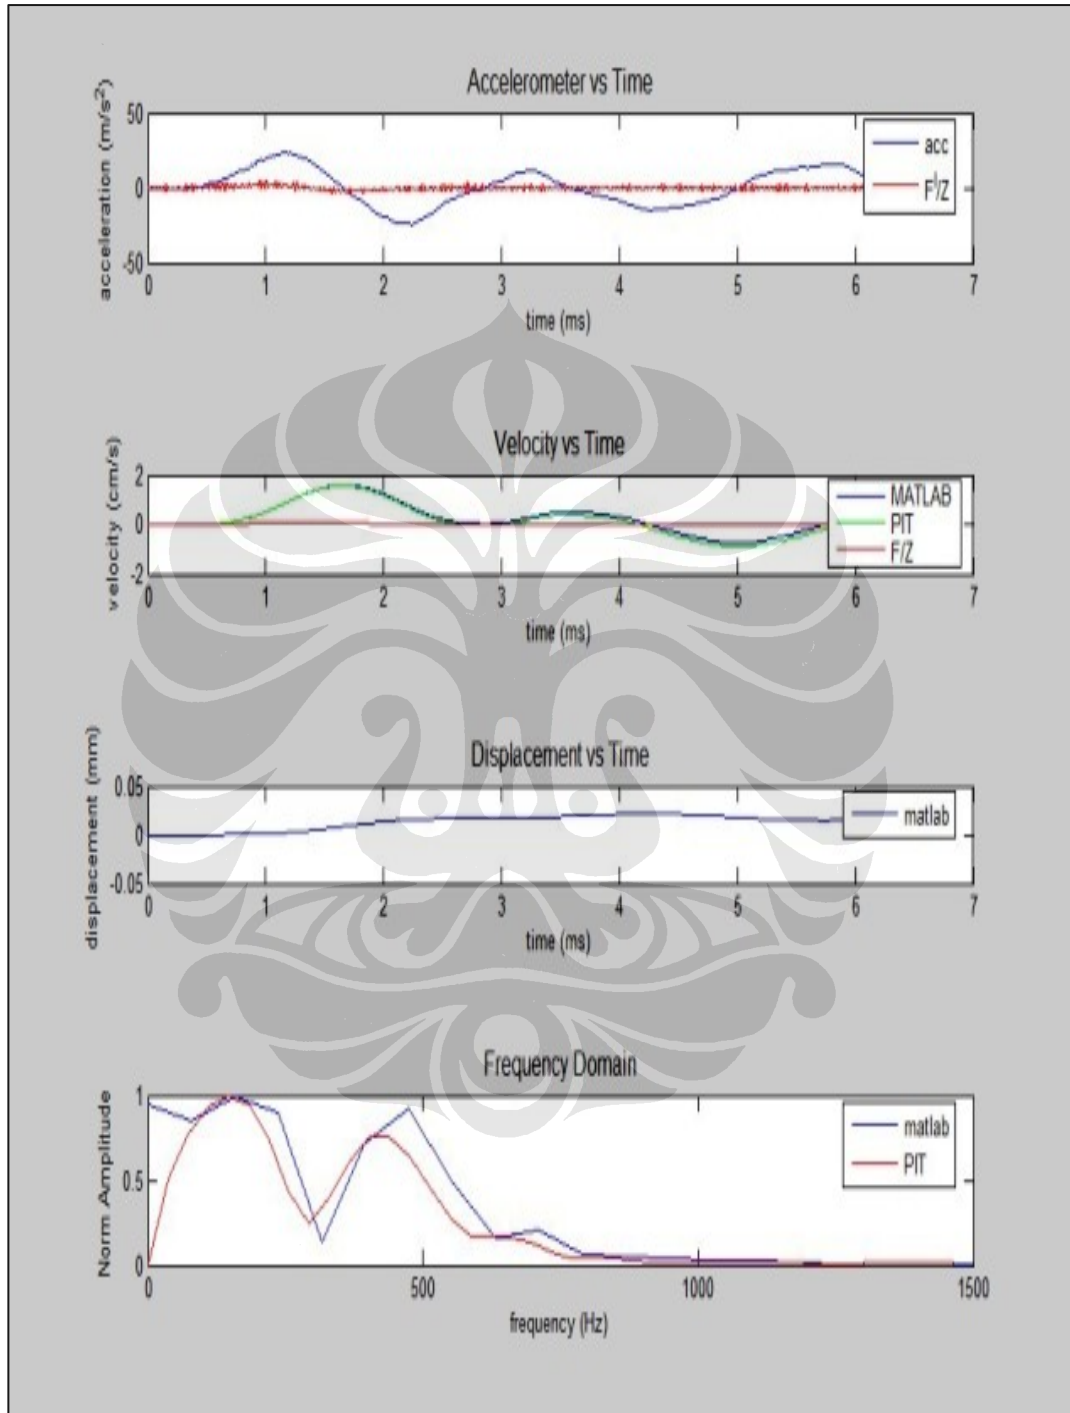 Accelerometer vs Time
acceleration (m/s²)
50
0
-50
acc
F/Z
0 1 2 3 4 5 6 7
time (ms)
Velocity vs Time
velocity (cm/s)
2
0
-2
MATLAB
PIT
F/Z
0 1 2 3 4 5 6 7
time (ms)
Displacement vs Time
displacement (mm)
0.05
0
-0.05
matlab
0 1 2 3 4 5 6 7
time (ms)
Frequency Domain
Norm Amplitude
1
0.5
0
matlab
PIT
0 500 1000 1500
frequency (Hz)